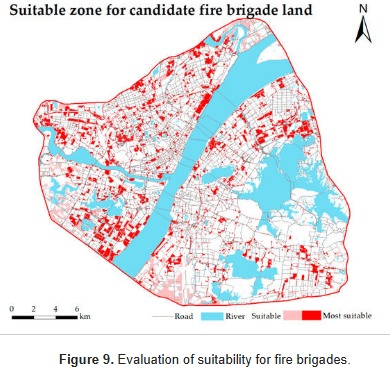 Suitable zone for candidate fire brigade land
N
0 2 4 6 km
Road River Suitable Most suitable
Figure 9. Evaluation of suitability for fire brigades.